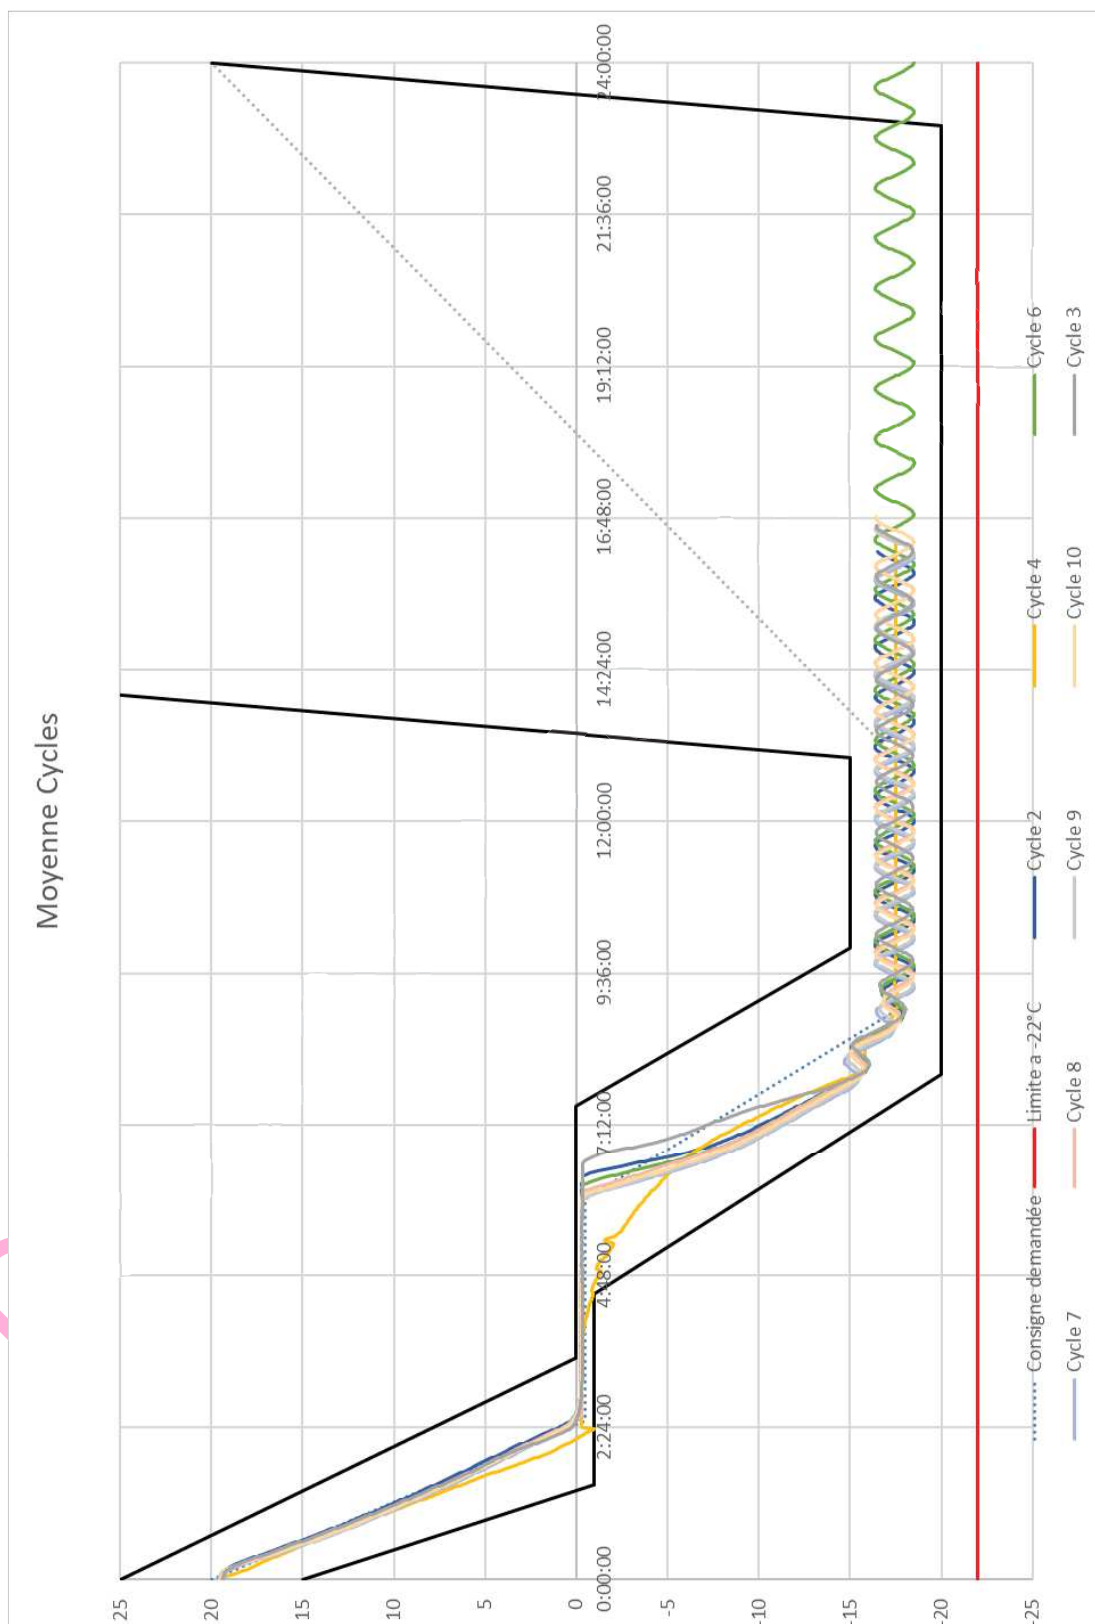 Moyenne Cycles
25
20
15
10
5
0
-5
-10
-15
-20
-25
0:00:00
2:24:00
4:48:00
7:12:00
9:36:00
12:00:00
14:24:00
16:48:00
19:12:00
21:36:00
24:00:00
Consigne demandée
Limite a -22°C
Cycle 2
Cycle 4
Cycle 6
Cycle 7
Cycle 8
Cycle 9
Cycle 10
Cycle 3